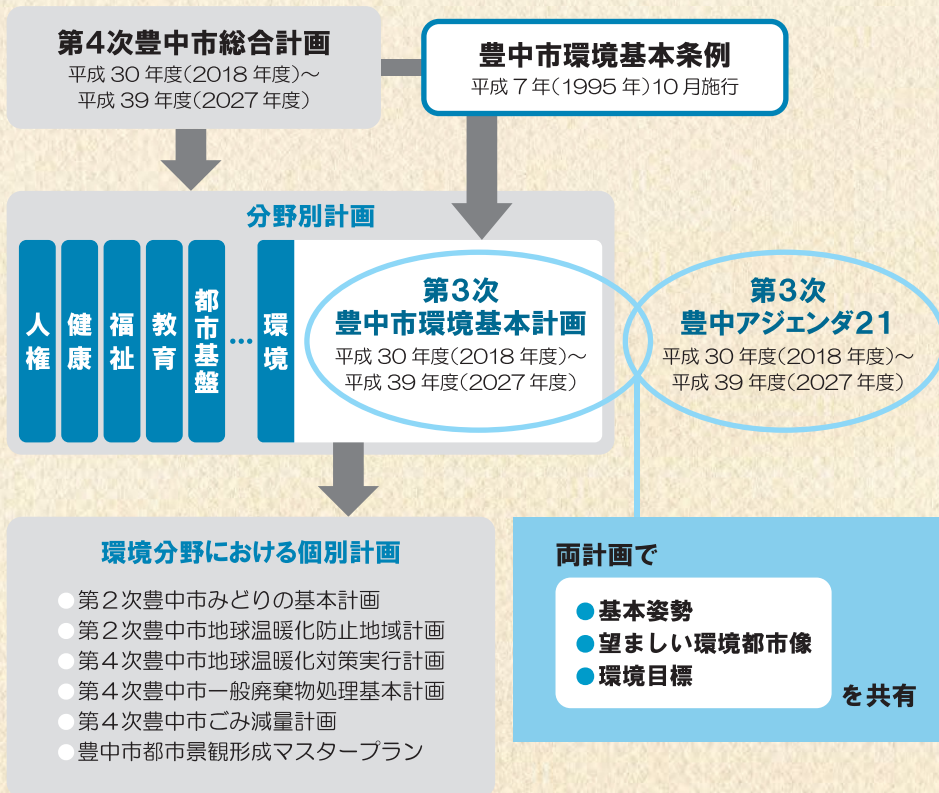 第4次豊中市総合計画
平成30年度(2018年度)～
平成39年度(2027年度)
豊中市環境基本条例
平成7年(1995年)10月施行
分野別計画
人権
健康
福祉
教育
都市基盤
…
環境
第3次
豊中市環境基本計画
平成30年度(2018年度)～
平成39年度(2027年度)
第3次
豊中アジェンダ21
平成30年度(2018年度)～
平成39年度(2027年度)
環境分野における個別計画
●第2次豊中市みどりの基本計画
●第2次豊中市地球温暖化防止地域計画
●第4次豊中市地球温暖化対策実行計画
●第4次豊中市一般廃棄物処理基本計画
●第4次豊中市ごみ減量計画
●豊中市都市景観形成マスタープラン
両計画で
●基本姿勢
●望ましい環境都市像
●環境目標
を共有